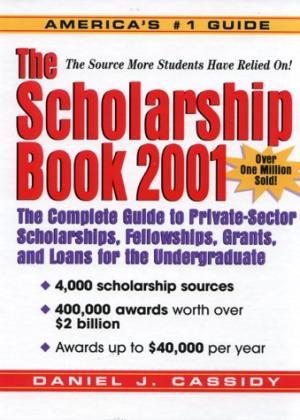 AMERICA'S #1 GUIDE
The Source More Students Have Relied On!
The
Scholarship
Book 2001
Over
One Million
Sold!
The Complete Guide to Private-Sector
Scholarships, Fellowships, Grants,
and Loans for the Undergraduate
◆ 4,000 scholarship sources
◆ 400,000 awards worth over
$2 billion
◆ Awards up to $40,000 per year
DANIEL J. CASSIDY